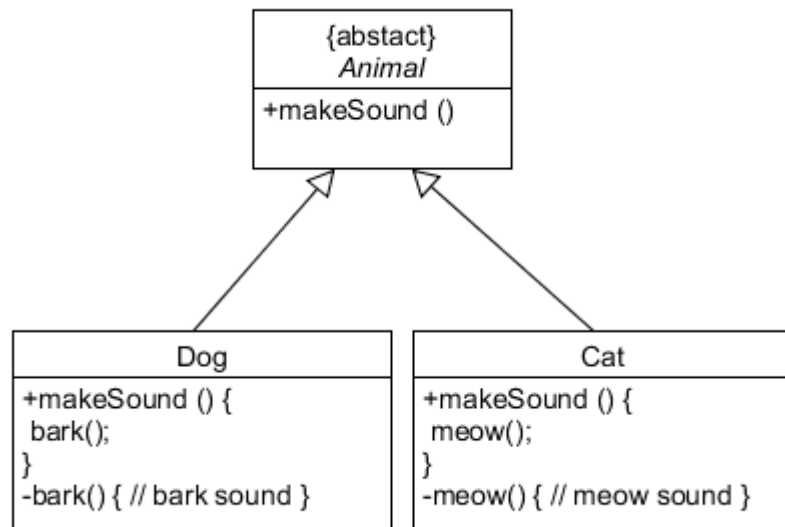 {abstact}
Animal
+makeSound ()
Dog
+makeSound () {
bark();
}
-bark() { // bark sound }
Cat
+makeSound () {
meow();
}
-meow() { // meow sound }